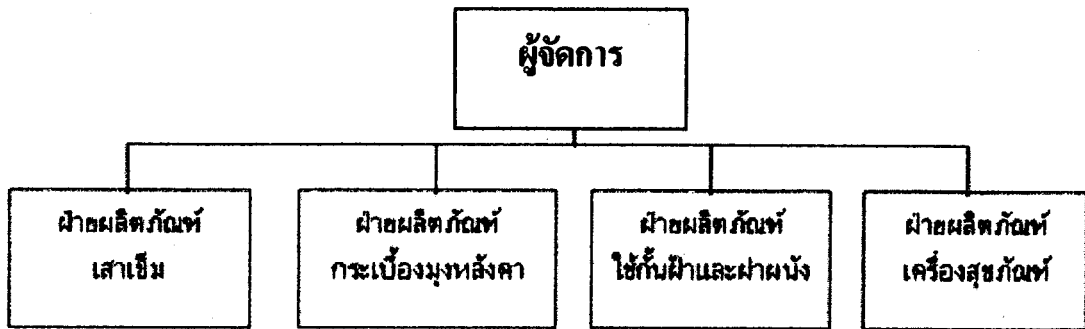 ผู้จัดการ
ฝ่ายผลิตภัณฑ์
เสาเข็ม
ฝ่ายผลิตภัณฑ์
กระเบื้องมุงหลังคา
ฝ่ายผลิตภัณฑ์
ใช้กั้นฝ้าและฝาผนัง
ฝ่ายผลิตภัณฑ์
เครื่องสุขภัณฑ์